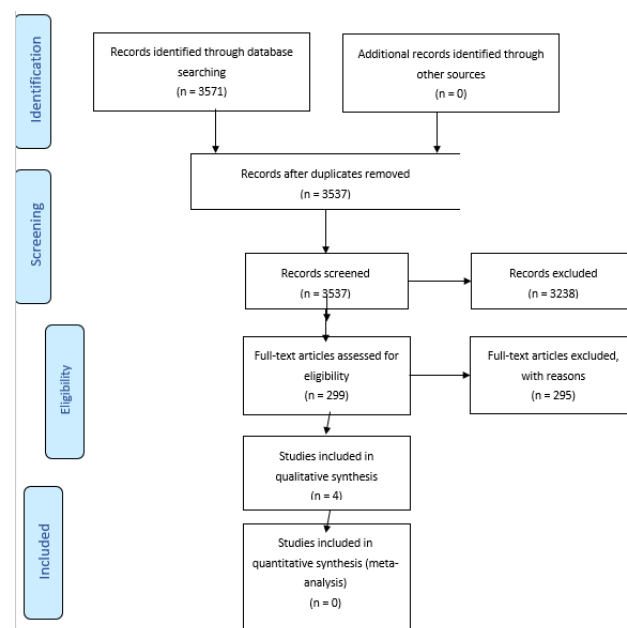 Identification
Records identified through database
searching
(n = 3571)
Additional records identified through
other sources
(n = 0)
Records after duplicates removed
(n = 3537)
Screening
Records screened
(n = 3537)
Records excluded
(n = 3238)
Eligibility
Full-text articles assessed for
eligibility
(n = 299)
Full-text articles excluded,
with reasons
(n = 295)
Studies included in
qualitative synthesis
(n = 4)
Included
Studies included in
quantitative synthesis (meta-
analysis)
(n = 0)